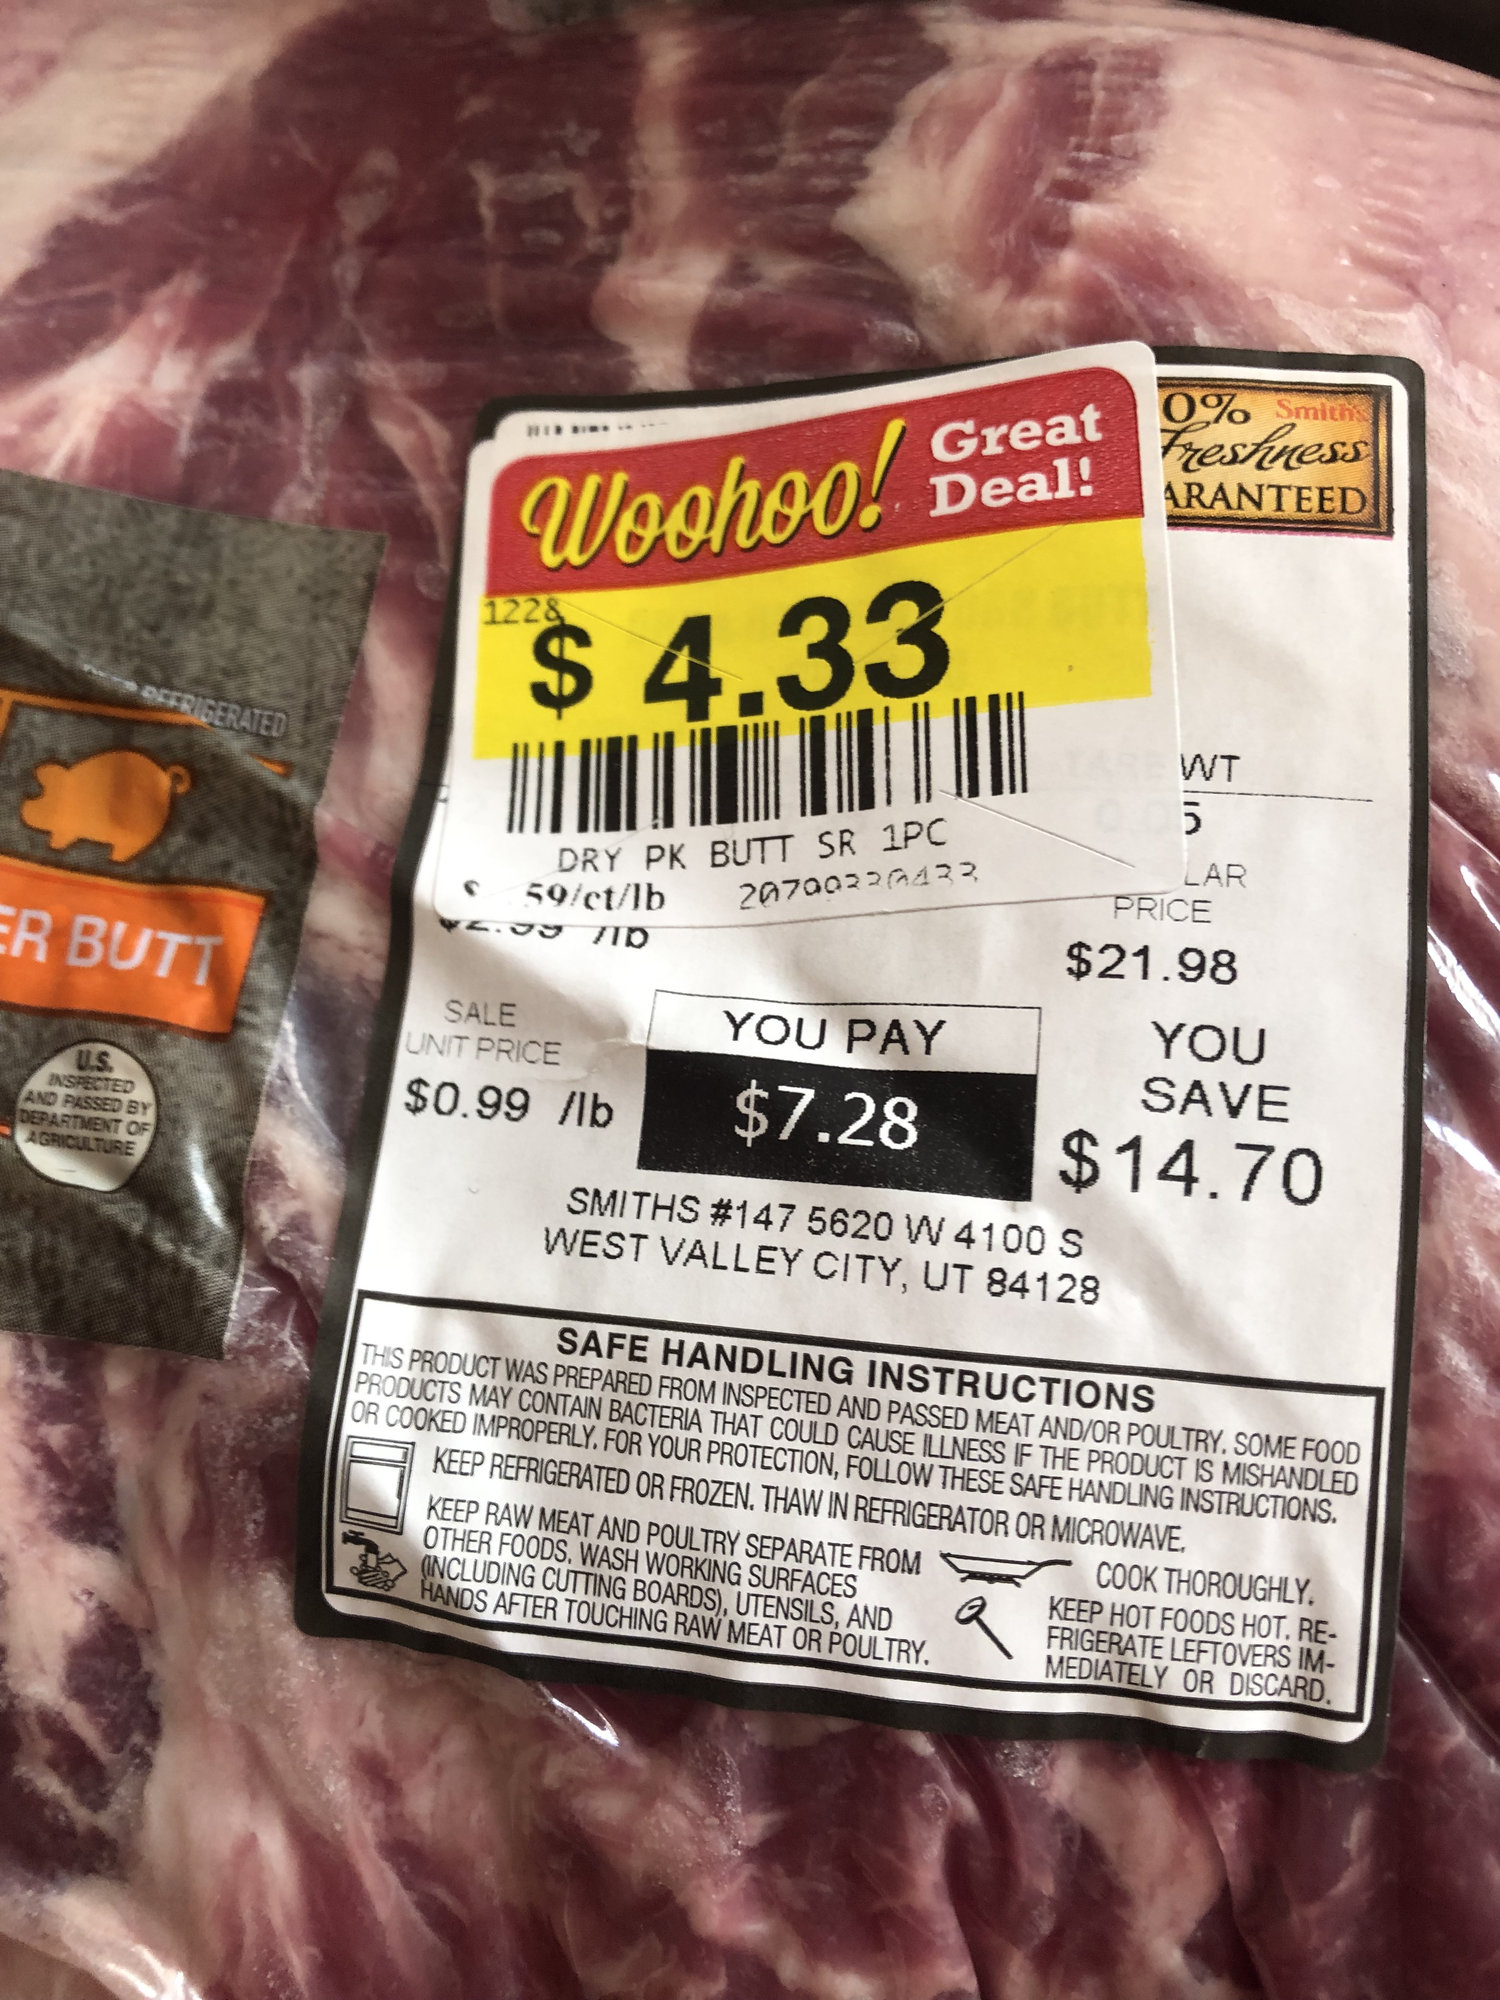 REFRIGERATED
ER BUTT
U.S.
INSPECTED
AND PASSED BY
DEPARTMENT OF
AGRICULTURE
Woohoo!
Great
Deal!
1228
$ 4.33
DRY PK BUTT SR 1PC
59/ct/lb
0% Smith's
Freshness
ARANTEED
WT
5
LAR
PRICE
$2.99 /lb
$21.98
SALE
UNIT PRICE
$0.99 /lb
YOU PAY
$7.28
YOU
SAVE
$14.70
SMITHS #147 5620 W 4100 S
WEST VALLEY CITY, UT 84128
SAFE HANDLING INSTRUCTIONS
THIS PRODUCT WAS PREPARED FROM INSPECTED AND PASSED MEAT AND/OR POULTRY. SOME FOOD
PRODUCTS MAY CONTAIN BACTERIA THAT COULD CAUSE ILLNESS IF THE PRODUCT IS MISHANDLED
OR COOKED IMPROPERLY. FOR YOUR PROTECTION, FOLLOW THESE SAFE HANDLING INSTRUCTIONS.
KEEP REFRIGERATED OR FROZEN. THAW IN REFRIGERATOR OR MICROWAVE.
KEEP RAW MEAT AND POULTRY SEPARATE FROM
OTHER FOODS. WASH WORKING SURFACES
(INCLUDING CUTTING BOARDS), UTENSILS, AND
HANDS AFTER TOUCHING RAW MEAT OR POULTRY.
COOK THOROUGHLY.
KEEP HOT FOODS HOT. RE-
FRIGERATE LEFTOVERS IM-
MEDIATELY OR DISCARD.